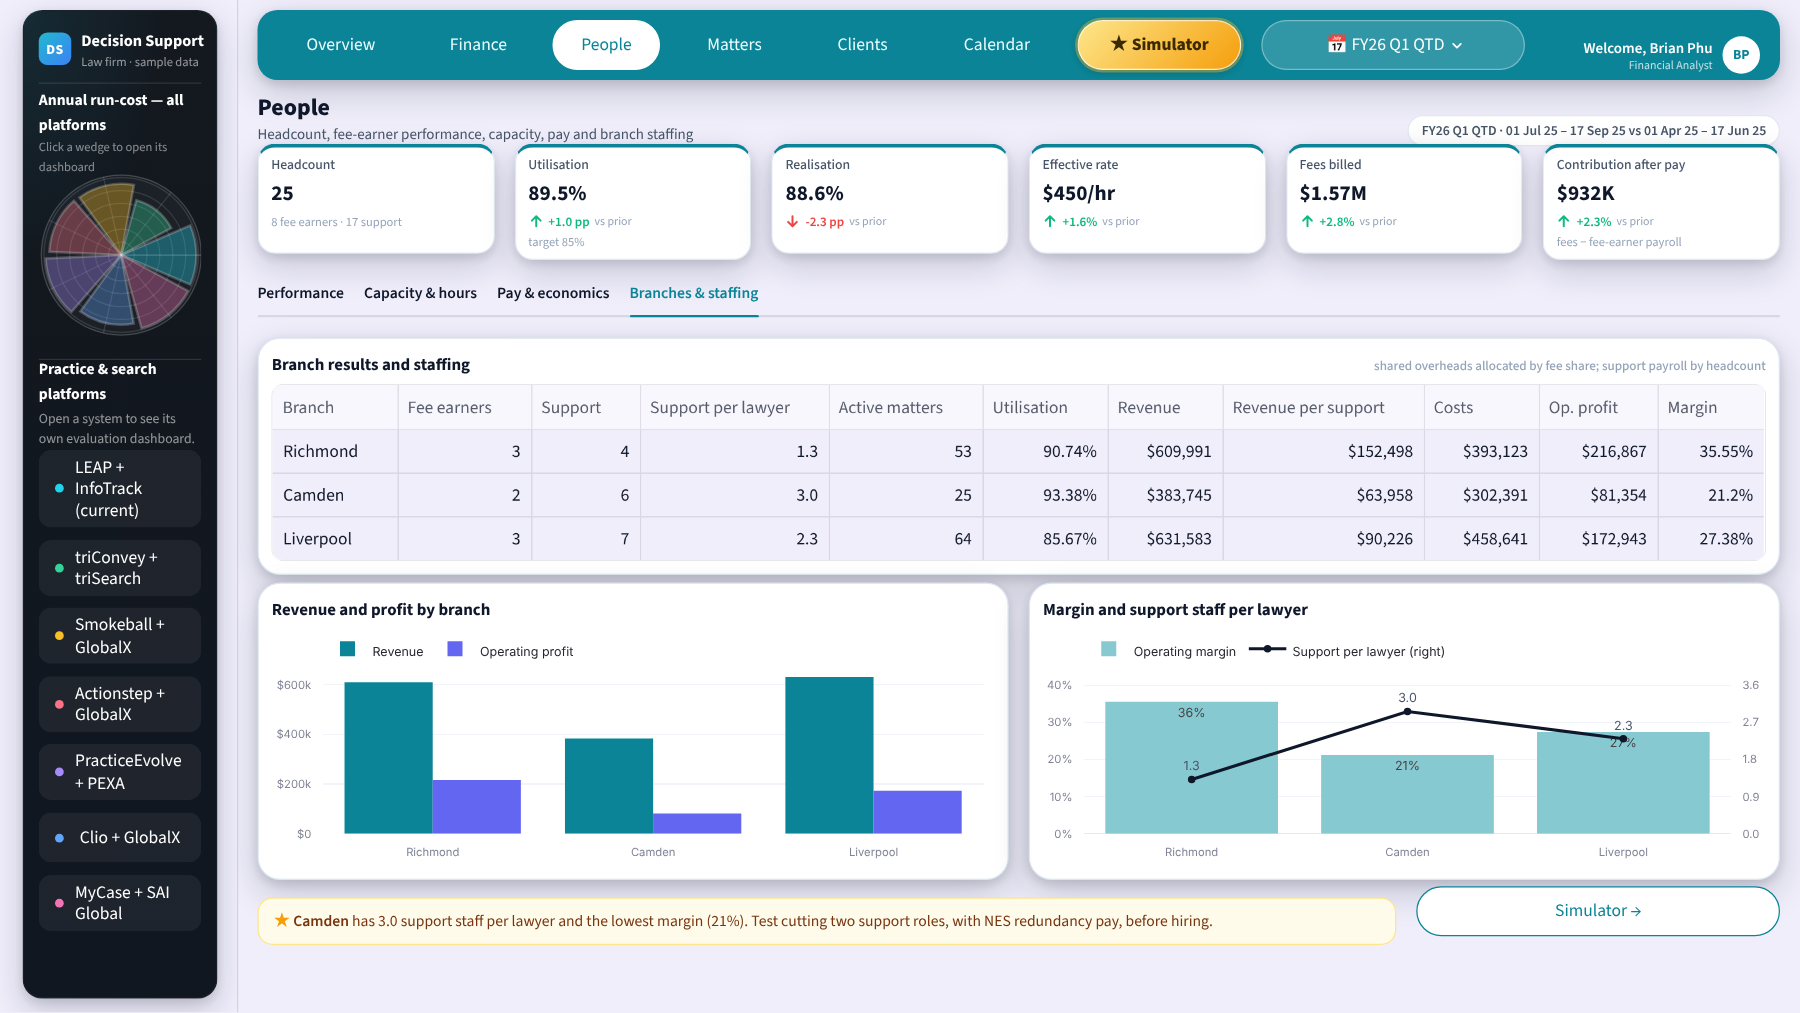 DS
Decision Support
Law firm · sample data
Annual run-cost — all
platforms
Click a wedge to open its
dashboard
Practice & search
platforms
Open a system to see its
own evaluation dashboard.
LEAP +
InfoTrack
(current)
triConvey +
triSearch
Smokeball +
GlobalX
Actionstep +
GlobalX
PracticeEvolve
+ PEXA
Clio + GlobalX
MyCase + SAI
Global
Overview Finance People Matters Clients Calendar ★ Simulator 📅 FY26 Q1 QTD
Welcome, Brian Phu
Financial Analyst
BP
People
Headcount, fee-earner performance, capacity, pay and branch staffing
FY26 Q1 QTD · 01 Jul 25 – 17 Sep 25 vs 01 Apr 25 – 17 Jun 25
Headcount
25
8 fee earners · 17 support
Utilisation
89.5%
↑ +1.0 pp vs prior
target 85%
Realisation
88.6%
↓ -2.3 pp vs prior
Effective rate
$450/hr
↑ +1.6% vs prior
Fees billed
$1.57M
↑ +2.8% vs prior
Contribution after pay
$932K
↑ +2.3% vs prior
fees − fee-earner payroll
Performance Capacity & hours Pay & economics Branches & staffing
Branch results and staffing
shared overheads allocated by fee share; support payroll by headcount
Branch Fee earners Support Support per lawyer Active matters Utilisation Revenue Revenue per support Costs Op. profit Margin
Richmond 3 4 1.3 53 90.74% $609,991 $152,498 $393,123 $216,867 35.55%
Camden 2 6 3.0 25 93.38% $383,745 $63,958 $302,391 $81,354 21.2%
Liverpool 3 7 2.3 64 85.67% $631,583 $90,226 $458,641 $172,943 27.38%
Revenue and profit by branch
Revenue Operating profit
$600k
$400k
$200k
$0
Richmond Camden Liverpool
Margin and support staff per lawyer
Operating margin Support per lawyer (right)
40% 3.6
30% 2.7
20% 1.8
10% 0.9
0% 0.0
36%
1.3
3.0
21%
2.3
27%
Richmond Camden Liverpool
★ Camden has 3.0 support staff per lawyer and the lowest margin (21%). Test cutting two support roles, with NES redundancy pay, before hiring.
Simulator →